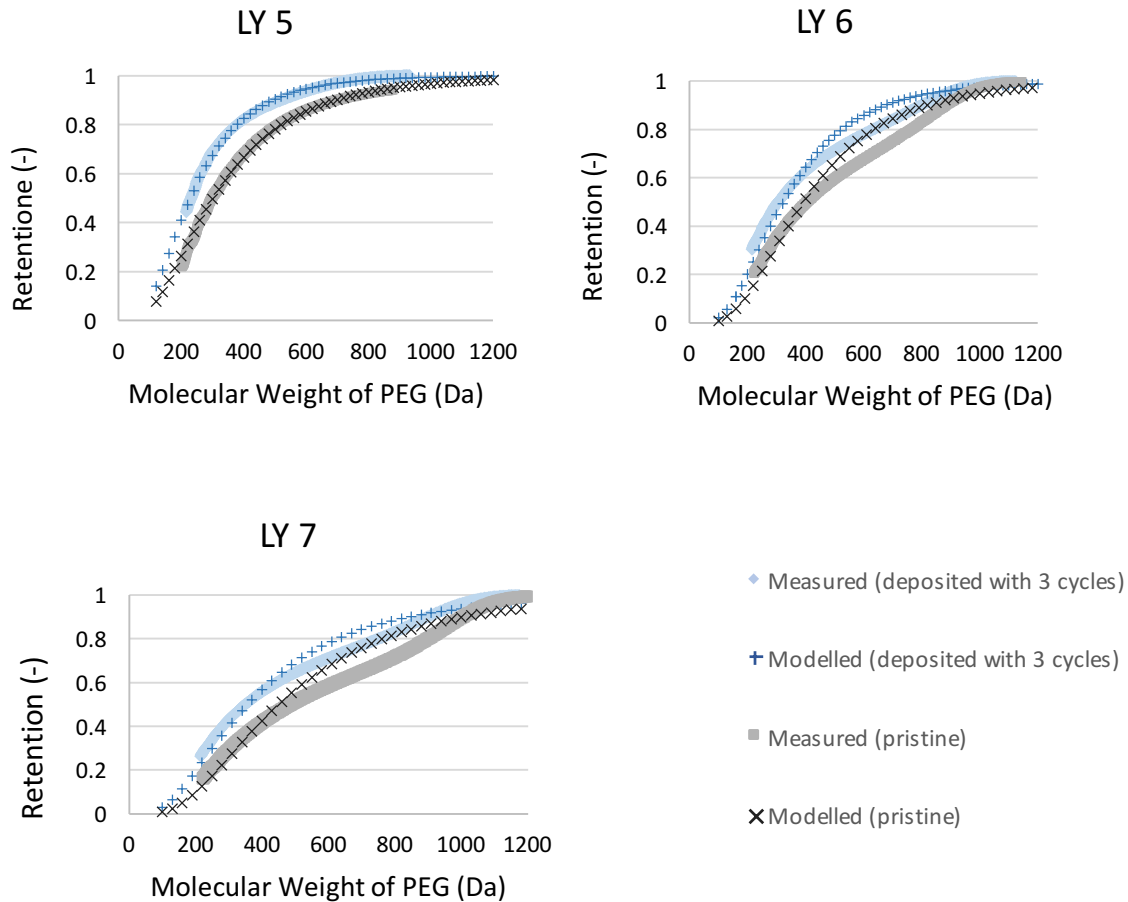 LY 5
1
0.8
0.6
0.4
0.2
0
Retentione (-)
0 200 400 600 800 1000 1200
Molecular Weight of PEG (Da)
LY 6
1
0.8
0.6
0.4
0.2
0
Retention (-)
0 200 400 600 800 1000 1200
Molecular Weight of PEG (Da)
LY 7
1
0.8
0.6
0.4
0.2
0
Retention (-)
0 200 400 600 800 1000 1200
Molecular Weight of PEG (Da)
Measured (deposited with 3 cycles)
Modelled (deposited with 3 cycles)
Measured (pristine)
Modelled (pristine)